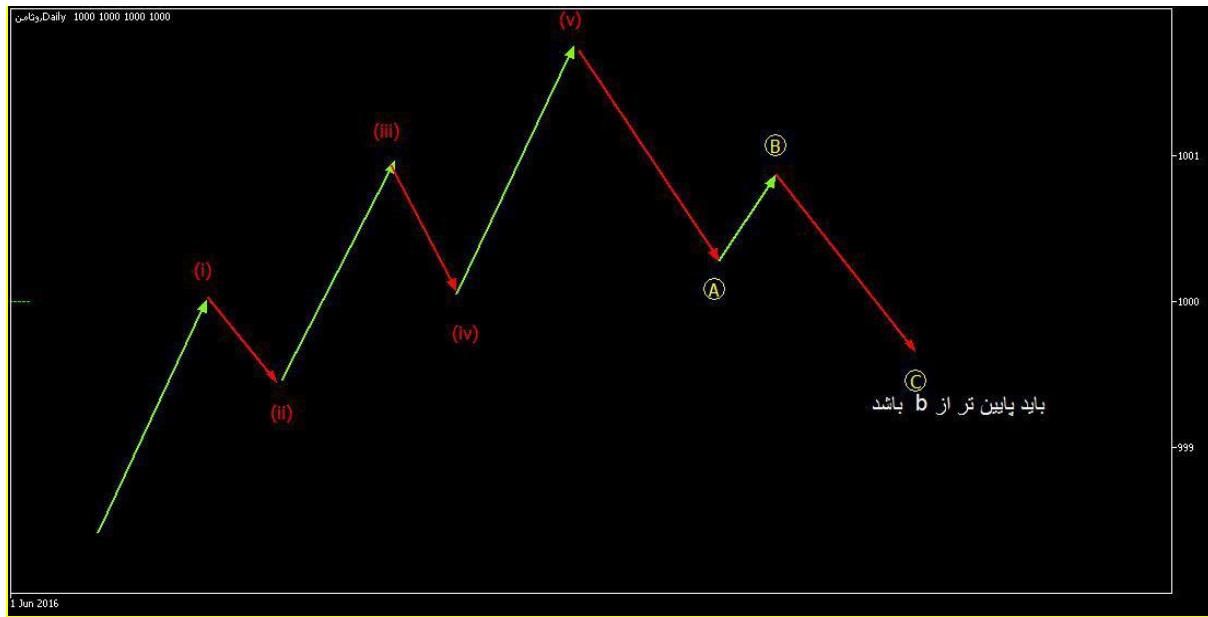 وثامن,Daily 1000 1000 1000 1000
(v)
(iii)
B
1001
(i)
A
1000
(iv)
C
(ii)
باید پایین تر از b باشد
999
1 Jun 2016